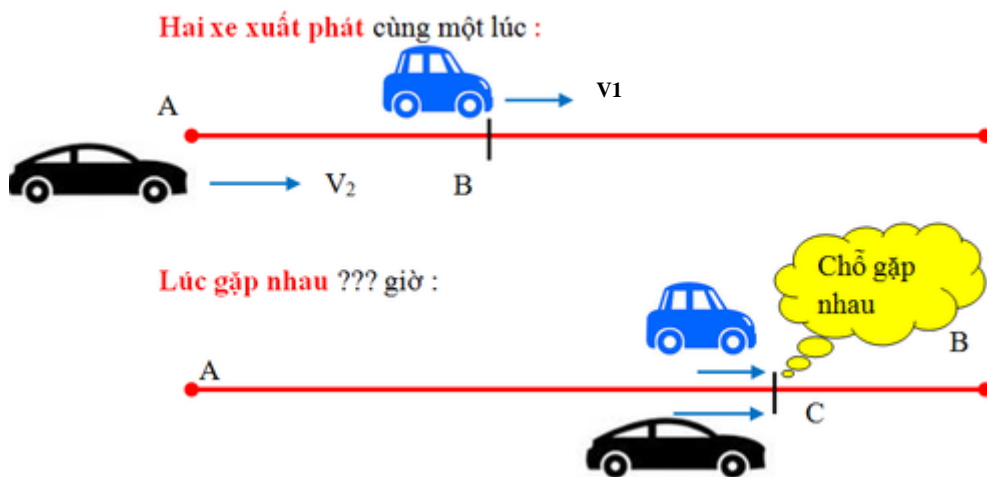 Hai xe xuất phát cùng một lúc :
V1
A
V₂
B
Lúc gặp nhau ??? giờ :
Chỗ gặp
nhau
B
A
C